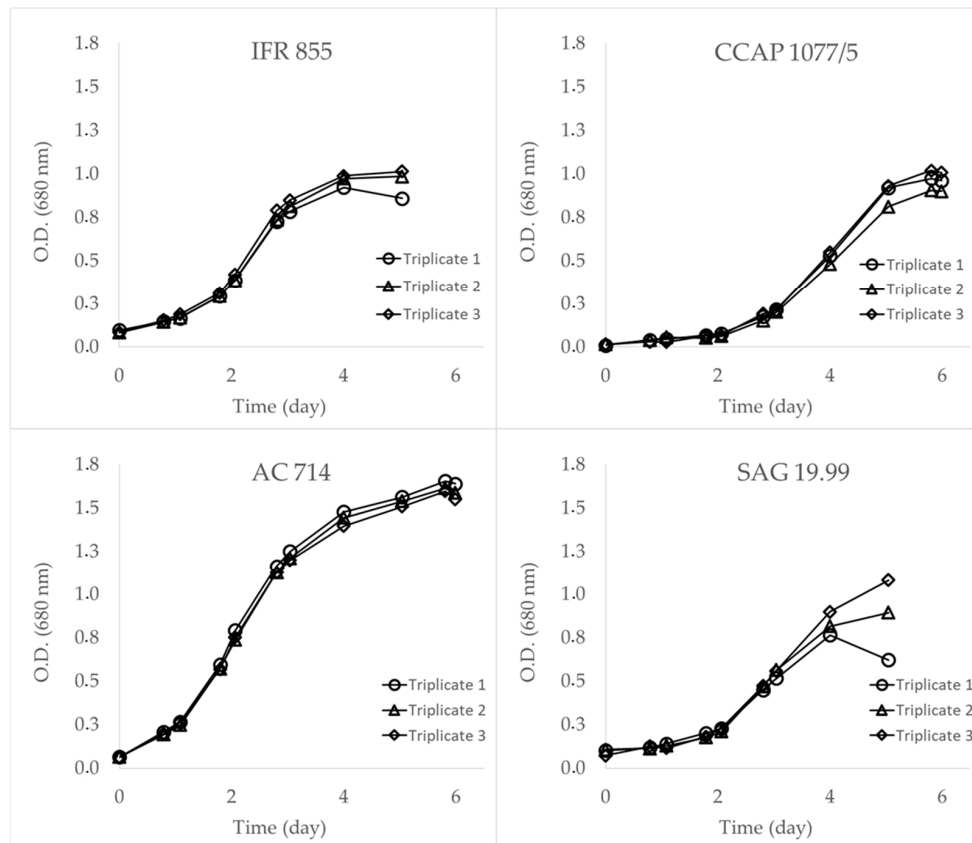 IFR 855
1.8
1.5
1.3
1.0
0.8
0.5
0.3
0.0
O.D. (680 nm)
Triplicate 1
Triplicate 2
Triplicate 3
0 2 4 6
Time (day)
CCAP 1077/5
1.8
1.5
1.3
1.0
0.8
0.5
0.3
0.0
O.D. (680 nm)
Triplicate 1
Triplicate 2
Triplicate 3
0 2 4 6
Time (day)
AC 714
1.8
1.5
1.3
1.0
0.8
0.5
0.3
0.0
O.D. (680 nm)
Triplicate 1
Triplicate 2
Triplicate 3
0 2 4 6
Time (day)
SAG 19.99
1.8
1.5
1.3
1.0
0.8
0.5
0.3
0.0
O.D. (680 nm)
Triplicate 1
Triplicate 2
Triplicate 3
0 2 4 6
Time (day)